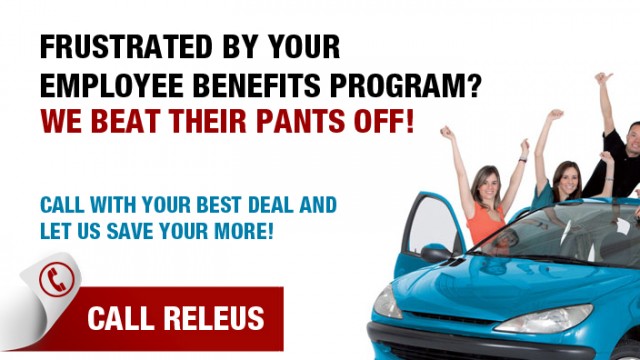 FRUSTRATED BY YOUR
EMPLOYEE BENEFITS PROGRAM?
WE BEAT THEIR PANTS OFF!
CALL WITH YOUR BEST DEAL AND
LET US SAVE YOUR MORE!
CALL RELEUS